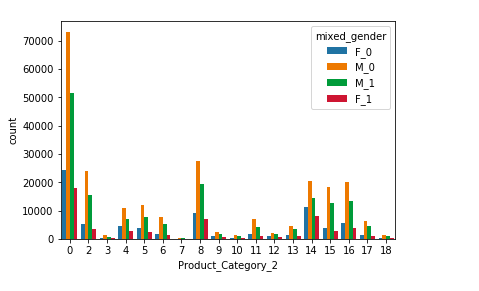 mixed_gender
F_0
M_0
M_1
F_1
70000
60000
50000
40000
30000
20000
10000
0
count
0 2 3 4 5 6 7 8 9 10 11 12 13 14 15 16 17 18
Product_Category_2